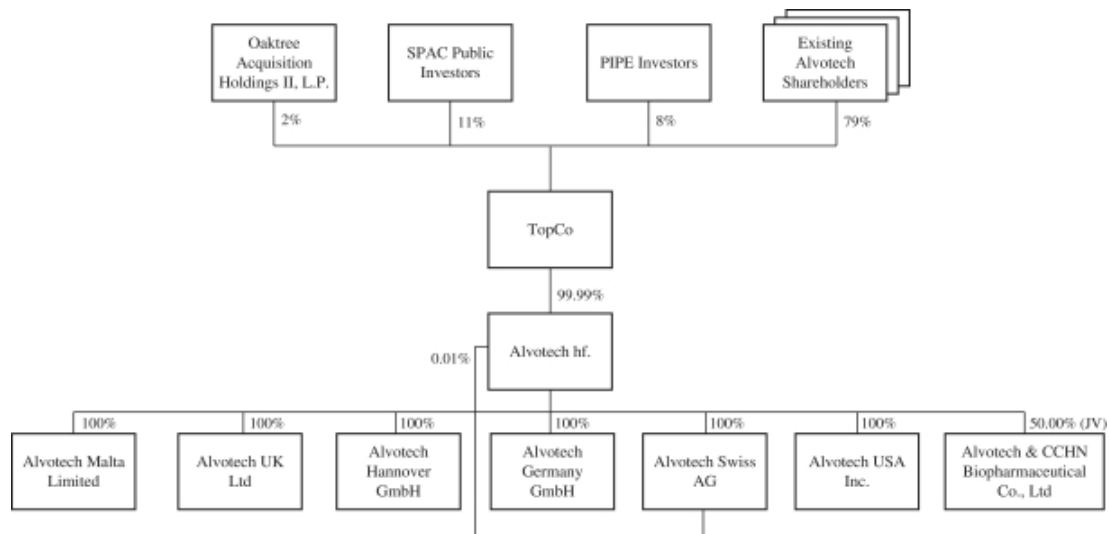 Oaktree
Acquisition
Holdings II, L.P.
SPAC Public
Investors
PIPE Investors
Existing
Alvotech
Shareholders
2%
11%
8%
79%
TopCo
99.99%
Alvotech hf.
0.01%
100%
100%
100%
100%
100%
100%
50.00% (JV)
Alvotech Malta
Limited
Alvotech UK
Ltd
Alvotech
Hannover
GmbH
Alvotech
Germany
GmbH
Alvotech Swiss
AG
Alvotech USA
Inc.
Alvotech & CCHN
Biopharmaceutical
Co., Ltd